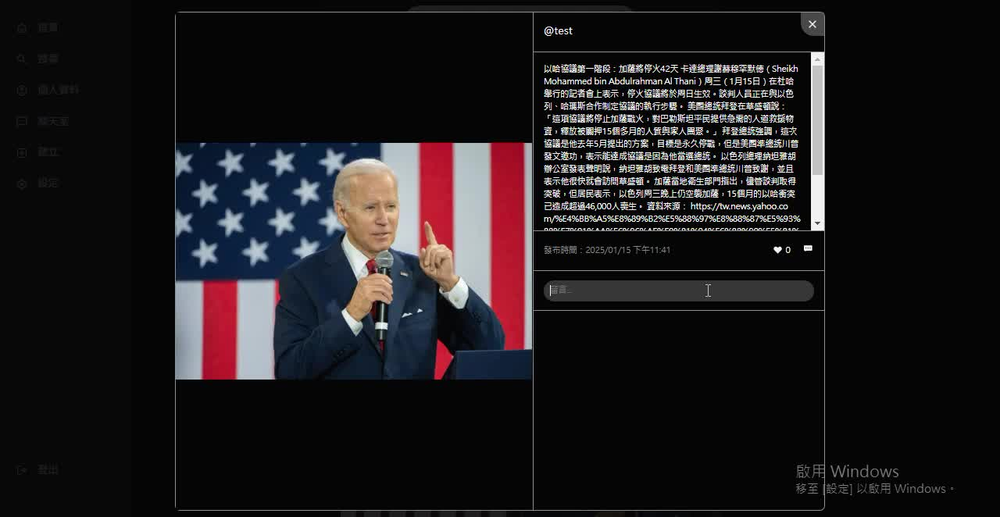 首頁
搜尋
個人資料
聊天室
建立
設定
登出
@test
以哈協議第一階段：加薩將停火42天 卡達總理謝赫穆罕默德（Sheikh
Mohammed bin Abdulrahman Al Thani）周三（1月15日）在杜哈
舉行的記者會上表示，停火協議將於周日生效。談判人員正在與以色
列、哈瑪斯合作制定協議的執行步驟。 美國總統拜登在華盛頓說：
「這項協議將停止加薩戰火，對巴勒斯坦平民提供急需的人道救援物
資，釋放被關押15個多月的人質與家人團聚。」 拜登總統強調，這次
協議是他去年5月提出的方案，目標是永久停戰，但是美國準總統川普
發文邀功，表示能達成協議是因為他當選總統。 以色列總理納坦雅胡
辦公室發表聲明說，納坦雅胡致電拜登和美國準總統川普致謝，並且
表示他很快就會訪問華盛頓。 加薩當地衛生部門指出，儘管談判取得
突破，但居民表示，以色列周三晚上仍空襲加薩，15個月的以哈衝突
已造成超過46,000人喪生。 資料來源： https://tw.news.yahoo.co
m/%E4%BB%A5%E8%89%B2%E5%88%97%E8%88%87%E5%93%
發布時間：2025/01/15 下午11:41
0
留言...
啟用 Windows
移至 [設定] 以啟用 Windows。